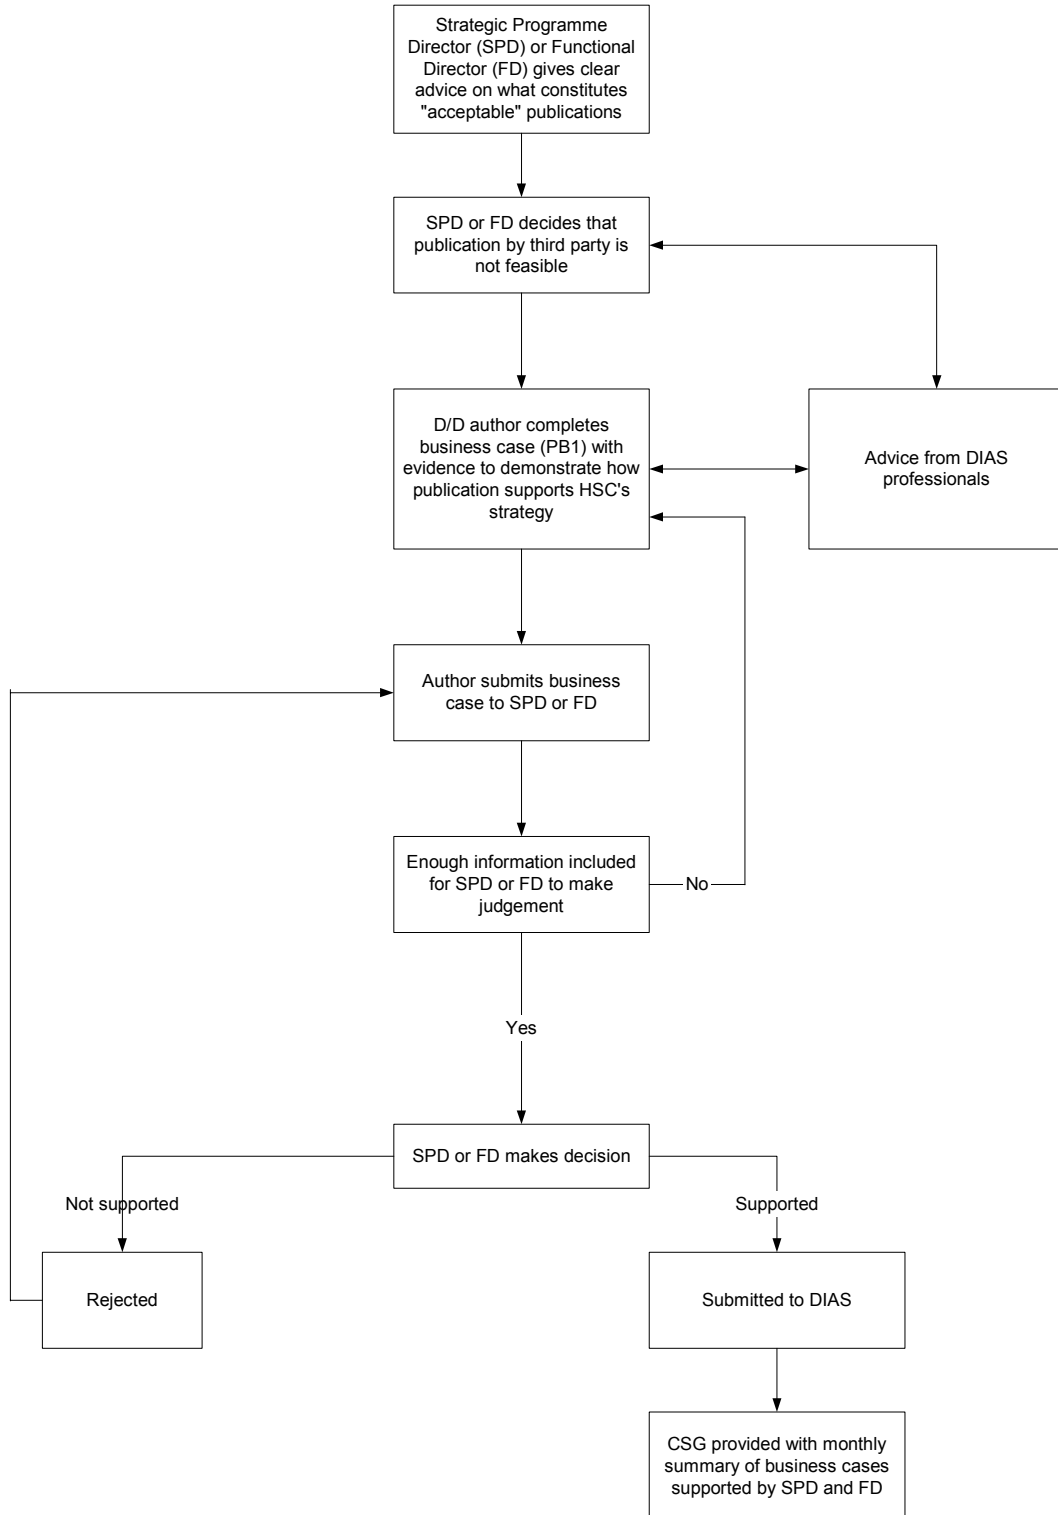 Strategic Programme
Director (SPD) or Functional
Director (FD) gives clear
advice on what constitutes
"acceptable" publications
SPD or FD decides that
publication by third party is
not feasible
D/D author completes
business case (PB1) with
evidence to demonstrate how
publication supports HSC's
strategy
Advice from DIAS
professionals
Author submits business
case to SPD or FD
Enough information included
for SPD or FD to make
judgement
No
Yes
SPD or FD makes decision
Not supported
Supported
Rejected
Submitted to DIAS
CSG provided with monthly
summary of business cases
supported by SPD and FD